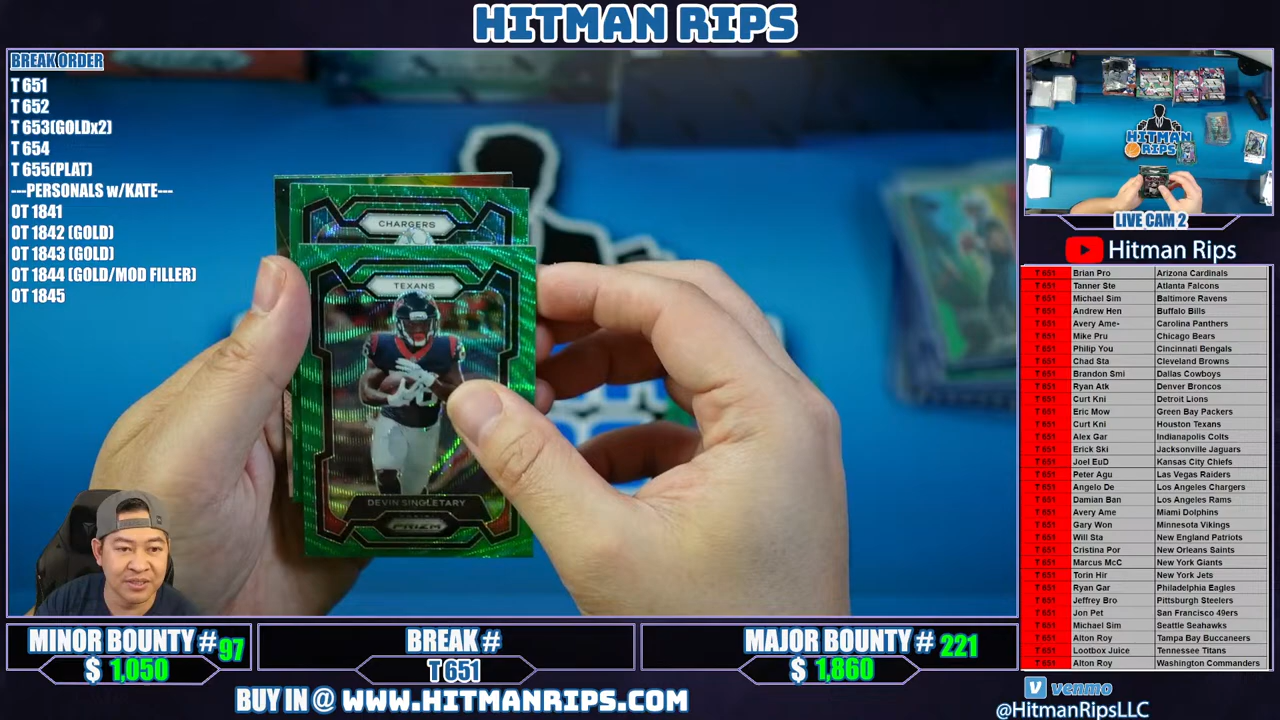 HITMAN RIPS
BREAK ORDER
T 651
T 652
T 653(GOLDx2)
T 654
T 655(PLAT)
---PERSONALS w/KATE---
OT 1841
OT 1842 (GOLD)
OT 1843 (GOLD)
OT 1844 (GOLD/MOD FILLER)
OT 1845
CHARGERS
TEXANS
DEVIN SINGLETARY
PRIZM
HITMAN
RIPS
LIVE CAM 2
Hitman Rips
T 651 Brian Pro Arizona Cardinals
T 651 Tanner Ste Atlanta Falcons
T 651 Michael Sim Baltimore Ravens
T 651 Andrew Hen Buffalo Bills
T 651 Avery Ame- Carolina Panthers
T 651 Mike Pru Chicago Bears
T 651 Philip You Cincinnati Bengals
T 651 Chad Sta Cleveland Browns
T 651 Brandon Smi Dallas Cowboys
T 651 Ryan Atk Denver Broncos
T 651 Curt Kni Detroit Lions
T 651 Eric Mow Green Bay Packers
T 651 Curt Kni Houston Texans
T 651 Alex Gar Indianapolis Colts
T 651 Erick Ski Jacksonville Jaguars
T 651 Joel EuD Kansas City Chiefs
T 651 Peter Agu Las Vegas Raiders
T 651 Angelo De Los Angeles Chargers
T 651 Damian Ban Los Angeles Rams
T 651 Avery Ame Miami Dolphins
T 651 Gary Won Minnesota Vikings
T 651 Will Sta New England Patriots
T 651 Cristina Por New Orleans Saints
T 651 Marcus McC New York Giants
T 651 Torin Hir New York Jets
T 651 Ryan Gar Philadelphia Eagles
T 651 Jeffrey Bro Pittsburgh Steelers
T 651 Jon Pet San Francisco 49ers
T 651 Michael Sim Seattle Seahawks
T 651 Alton Roy Tampa Bay Buccaneers
T 651 Lootbox Juice Tennessee Titans
T 651 Alton Roy Washington Commanders
MINOR BOUNTY # 97
$ 1,050
BREAK #
T 651
MAJOR BOUNTY # 221
$ 1,860
BUY IN @ WWW.HITMANRIPS.COM
venmo
@HitmanRipsLLC